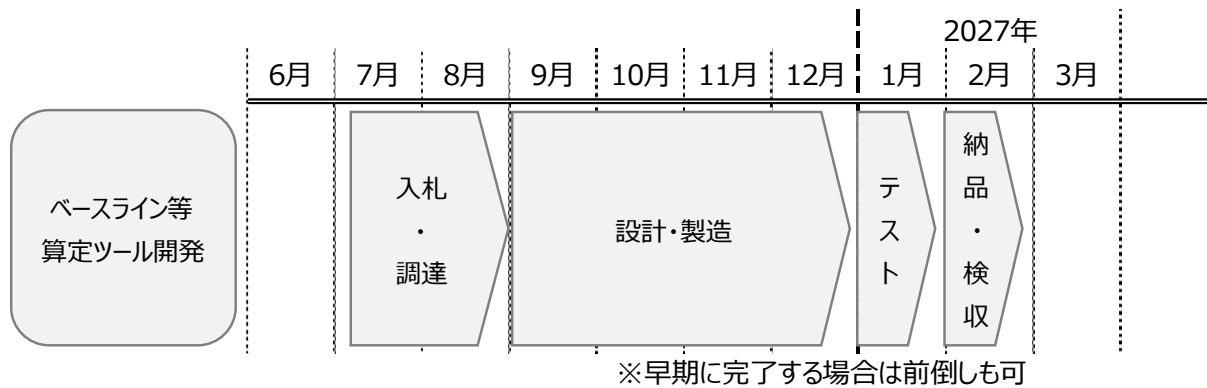 2027年
6月 7月 8月 9月 10月 11月 12月 1月 2月 3月
ベースライン等
算定ツール開発
入札
・
調達
設計・製造
テスト
納品・検収
※早期に完了する場合は前倒しも可